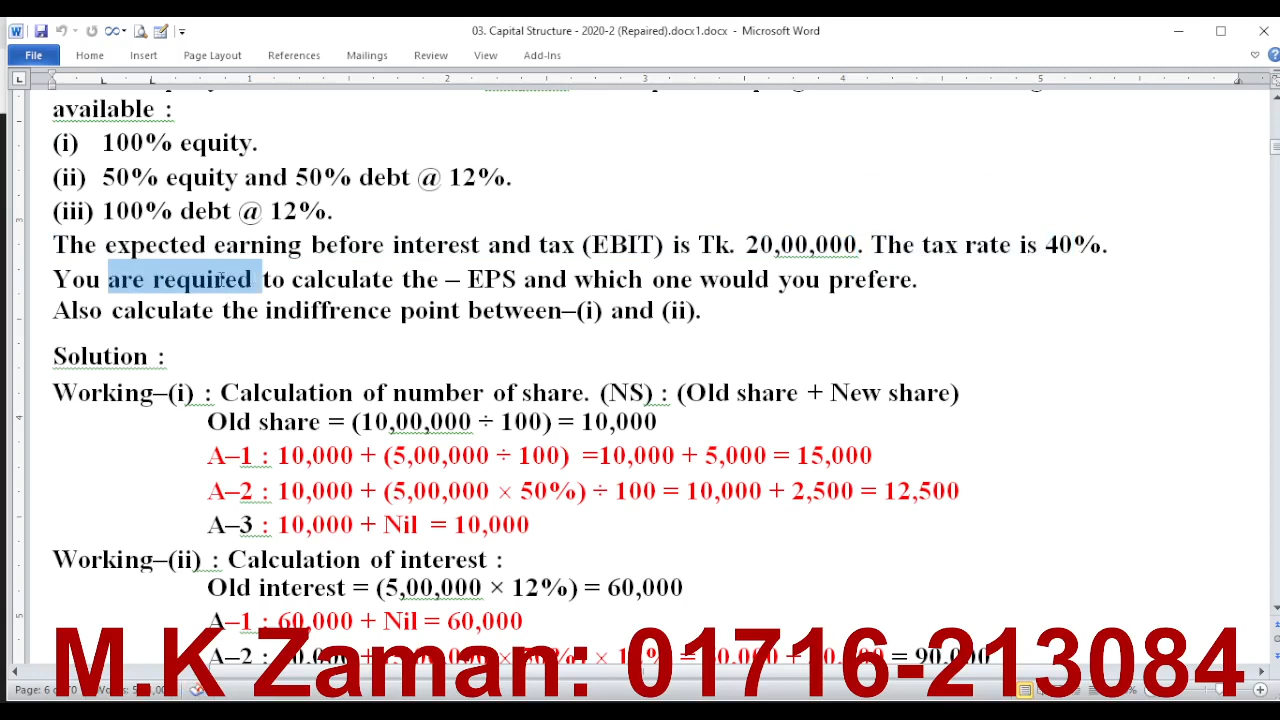 03. Capital Structure - 2020-2 (Repaired).docx1.docx - Microsoft Word
File Home Insert Page Layout References Mailings Review View Add-Ins
1 2 3 4 5
available :
(i) 100% equity.
(ii) 50% equity and 50% debt @ 12%.
(iii) 100% debt @ 12%.
The expected earning before interest and tax (EBIT) is Tk. 20,00,000. The tax rate is 40%.
You are required to calculate the – EPS and which one would you prefere.
Also calculate the indiffrence point between–(i) and (ii).
Solution :
Working–(i) : Calculation of number of share. (NS) : (Old share + New share)
Old share = (10,00,000 ÷ 100) = 10,000
A–1 : 10,000 + (5,00,000 ÷ 100) =10,000 + 5,000 = 15,000
A–2 : 10,000 + (5,00,000 × 50%) ÷ 100 = 10,000 + 2,500 = 12,500
A–3 : 10,000 + Nil = 10,000
Working–(ii) : Calculation of interest :
Old interest = (5,00,000 × 12%) = 60,000
A–1 : 60,000 + Nil = 60,000
A–2 : = 90,000
M.K Zaman: 01716-213084